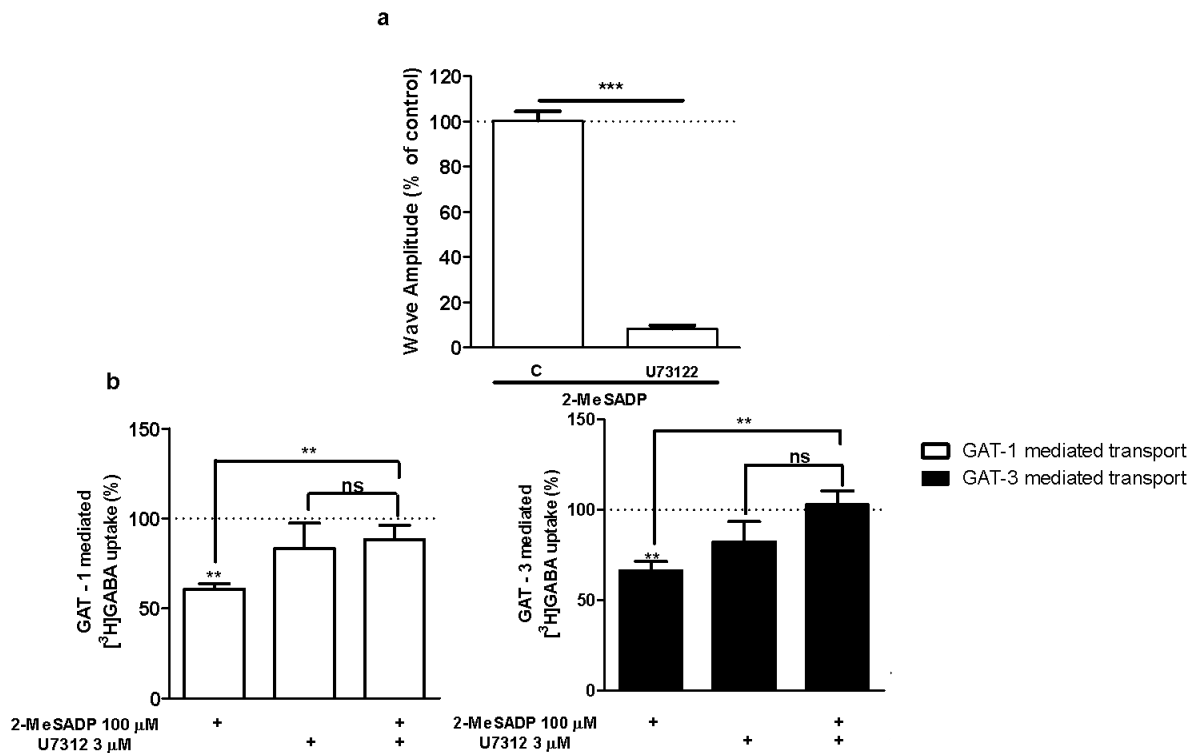 a
Wave Amplitude (% of control)
120
100
80
60
40
20
0
***
C
U73122
2-MeSADP
b
GAT - 1 mediated
[³H]GABA uptake (%)
150
100
50
0
**
ns
**
2-MeSADP 100 µM + +
U7312 3 µM + +
GAT - 3 mediated
[³H]GABA uptake (%)
150
100
50
0
**
ns
**
2-MeSADP 100 µM + +
U7312 3 µM + +
GAT-1 mediated transport
GAT-3 mediated transport